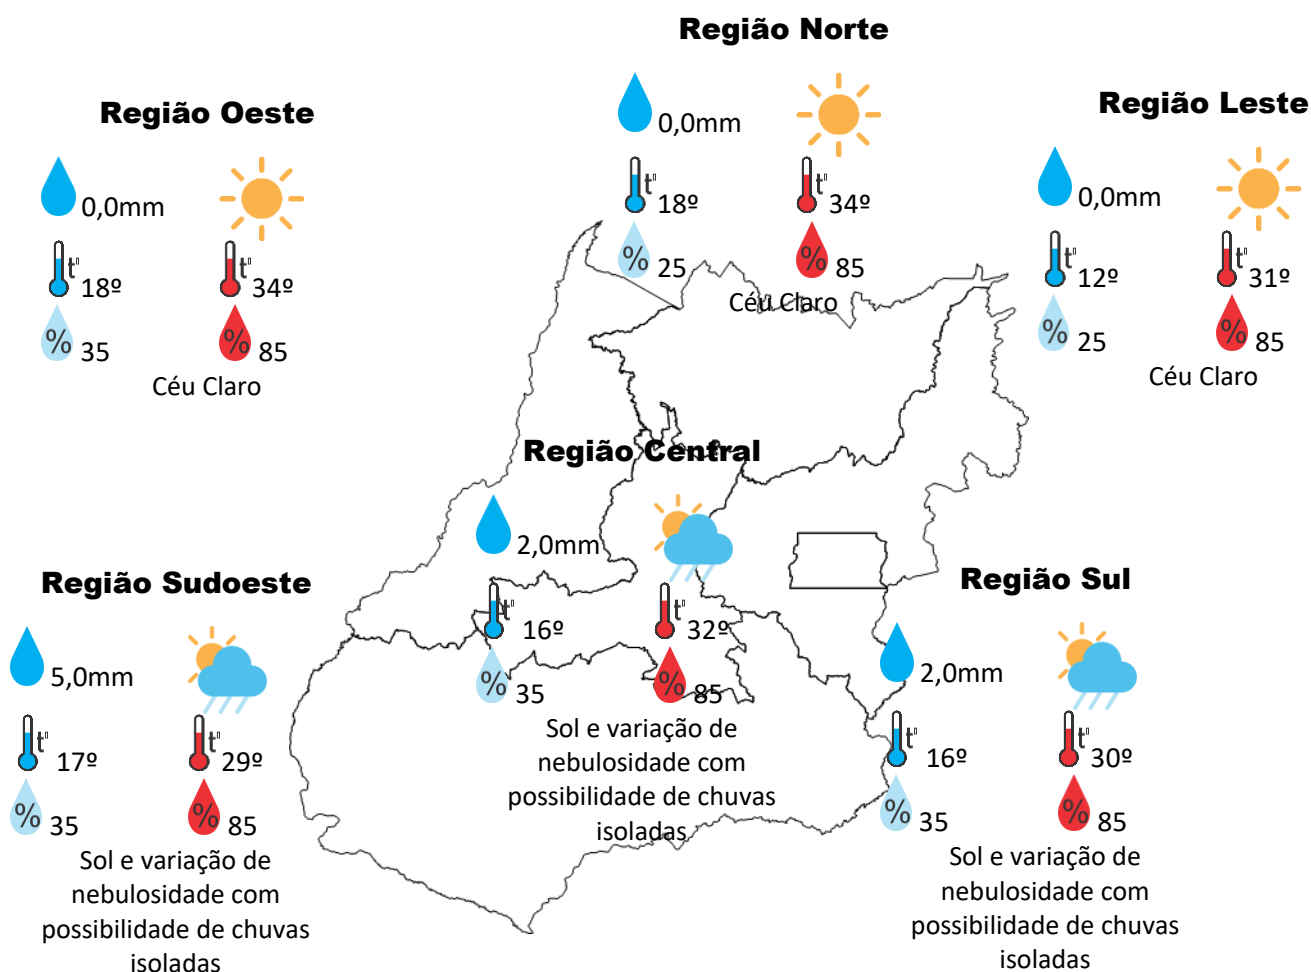 Região Norte
0,0mm
t°
18º
t°
34º
%
25
%
85
Céu Claro
Região Oeste
0,0mm
t°
18º
t°
34º
%
35
%
85
Céu Claro
Região Leste
0,0mm
t°
12º
t°
31º
%
25
%
85
Céu Claro
Região Central
2,0mm
t°
16º
t°
32º
%
35
%
85
Sol e variação de
nebulosidade com
possibilidade de chuvas
isoladas
Região Sudoeste
5,0mm
t°
17º
t°
29º
%
35
%
85
Sol e variação de
nebulosidade com
possibilidade de chuvas
isoladas
Região Sul
2,0mm
t°
16º
t°
30º
%
35
%
85
Sol e variação de
nebulosidade com
possibilidade de chuvas
isoladas